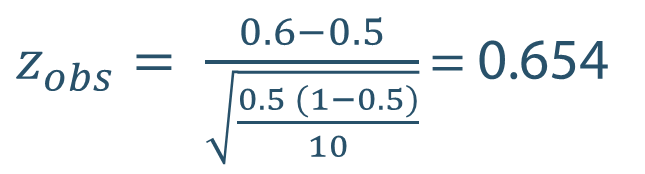 z_obs = (0.6−0.5) / √(0.5 (1−0.5) / 10) = 0.654